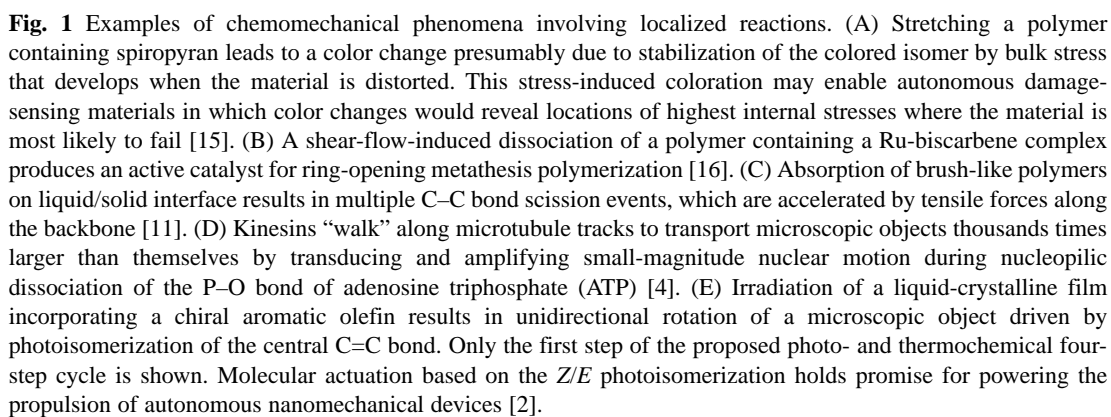 Fig. 1 Examples of chemomechanical phenomena involving localized reactions. (A) Stretching a polymer
containing spiropyran leads to a color change presumably due to stabilization of the colored isomer by bulk stress
that develops when the material is distorted. This stress-induced coloration may enable autonomous damage-
sensing materials in which color changes would reveal locations of highest internal stresses where the material is
most likely to fail [15]. (B) A shear-flow-induced dissociation of a polymer containing a Ru-biscarbene complex
produces an active catalyst for ring-opening metathesis polymerization [16]. (C) Absorption of brush-like polymers
on liquid/solid interface results in multiple C–C bond scission events, which are accelerated by tensile forces along
the backbone [11]. (D) Kinesins “walk” along microtubule tracks to transport microscopic objects thousands times
larger than themselves by transducing and amplifying small-magnitude nuclear motion during nucleopilic
dissociation of the P–O bond of adenosine triphosphate (ATP) [4]. (E) Irradiation of a liquid-crystalline film
incorporating a chiral aromatic olefin results in unidirectional rotation of a microscopic object driven by
photoisomerization of the central C=C bond. Only the first step of the proposed photo- and thermochemical four-
step cycle is shown. Molecular actuation based on the Z/E photoisomerization holds promise for powering the
propulsion of autonomous nanomechanical devices [2].